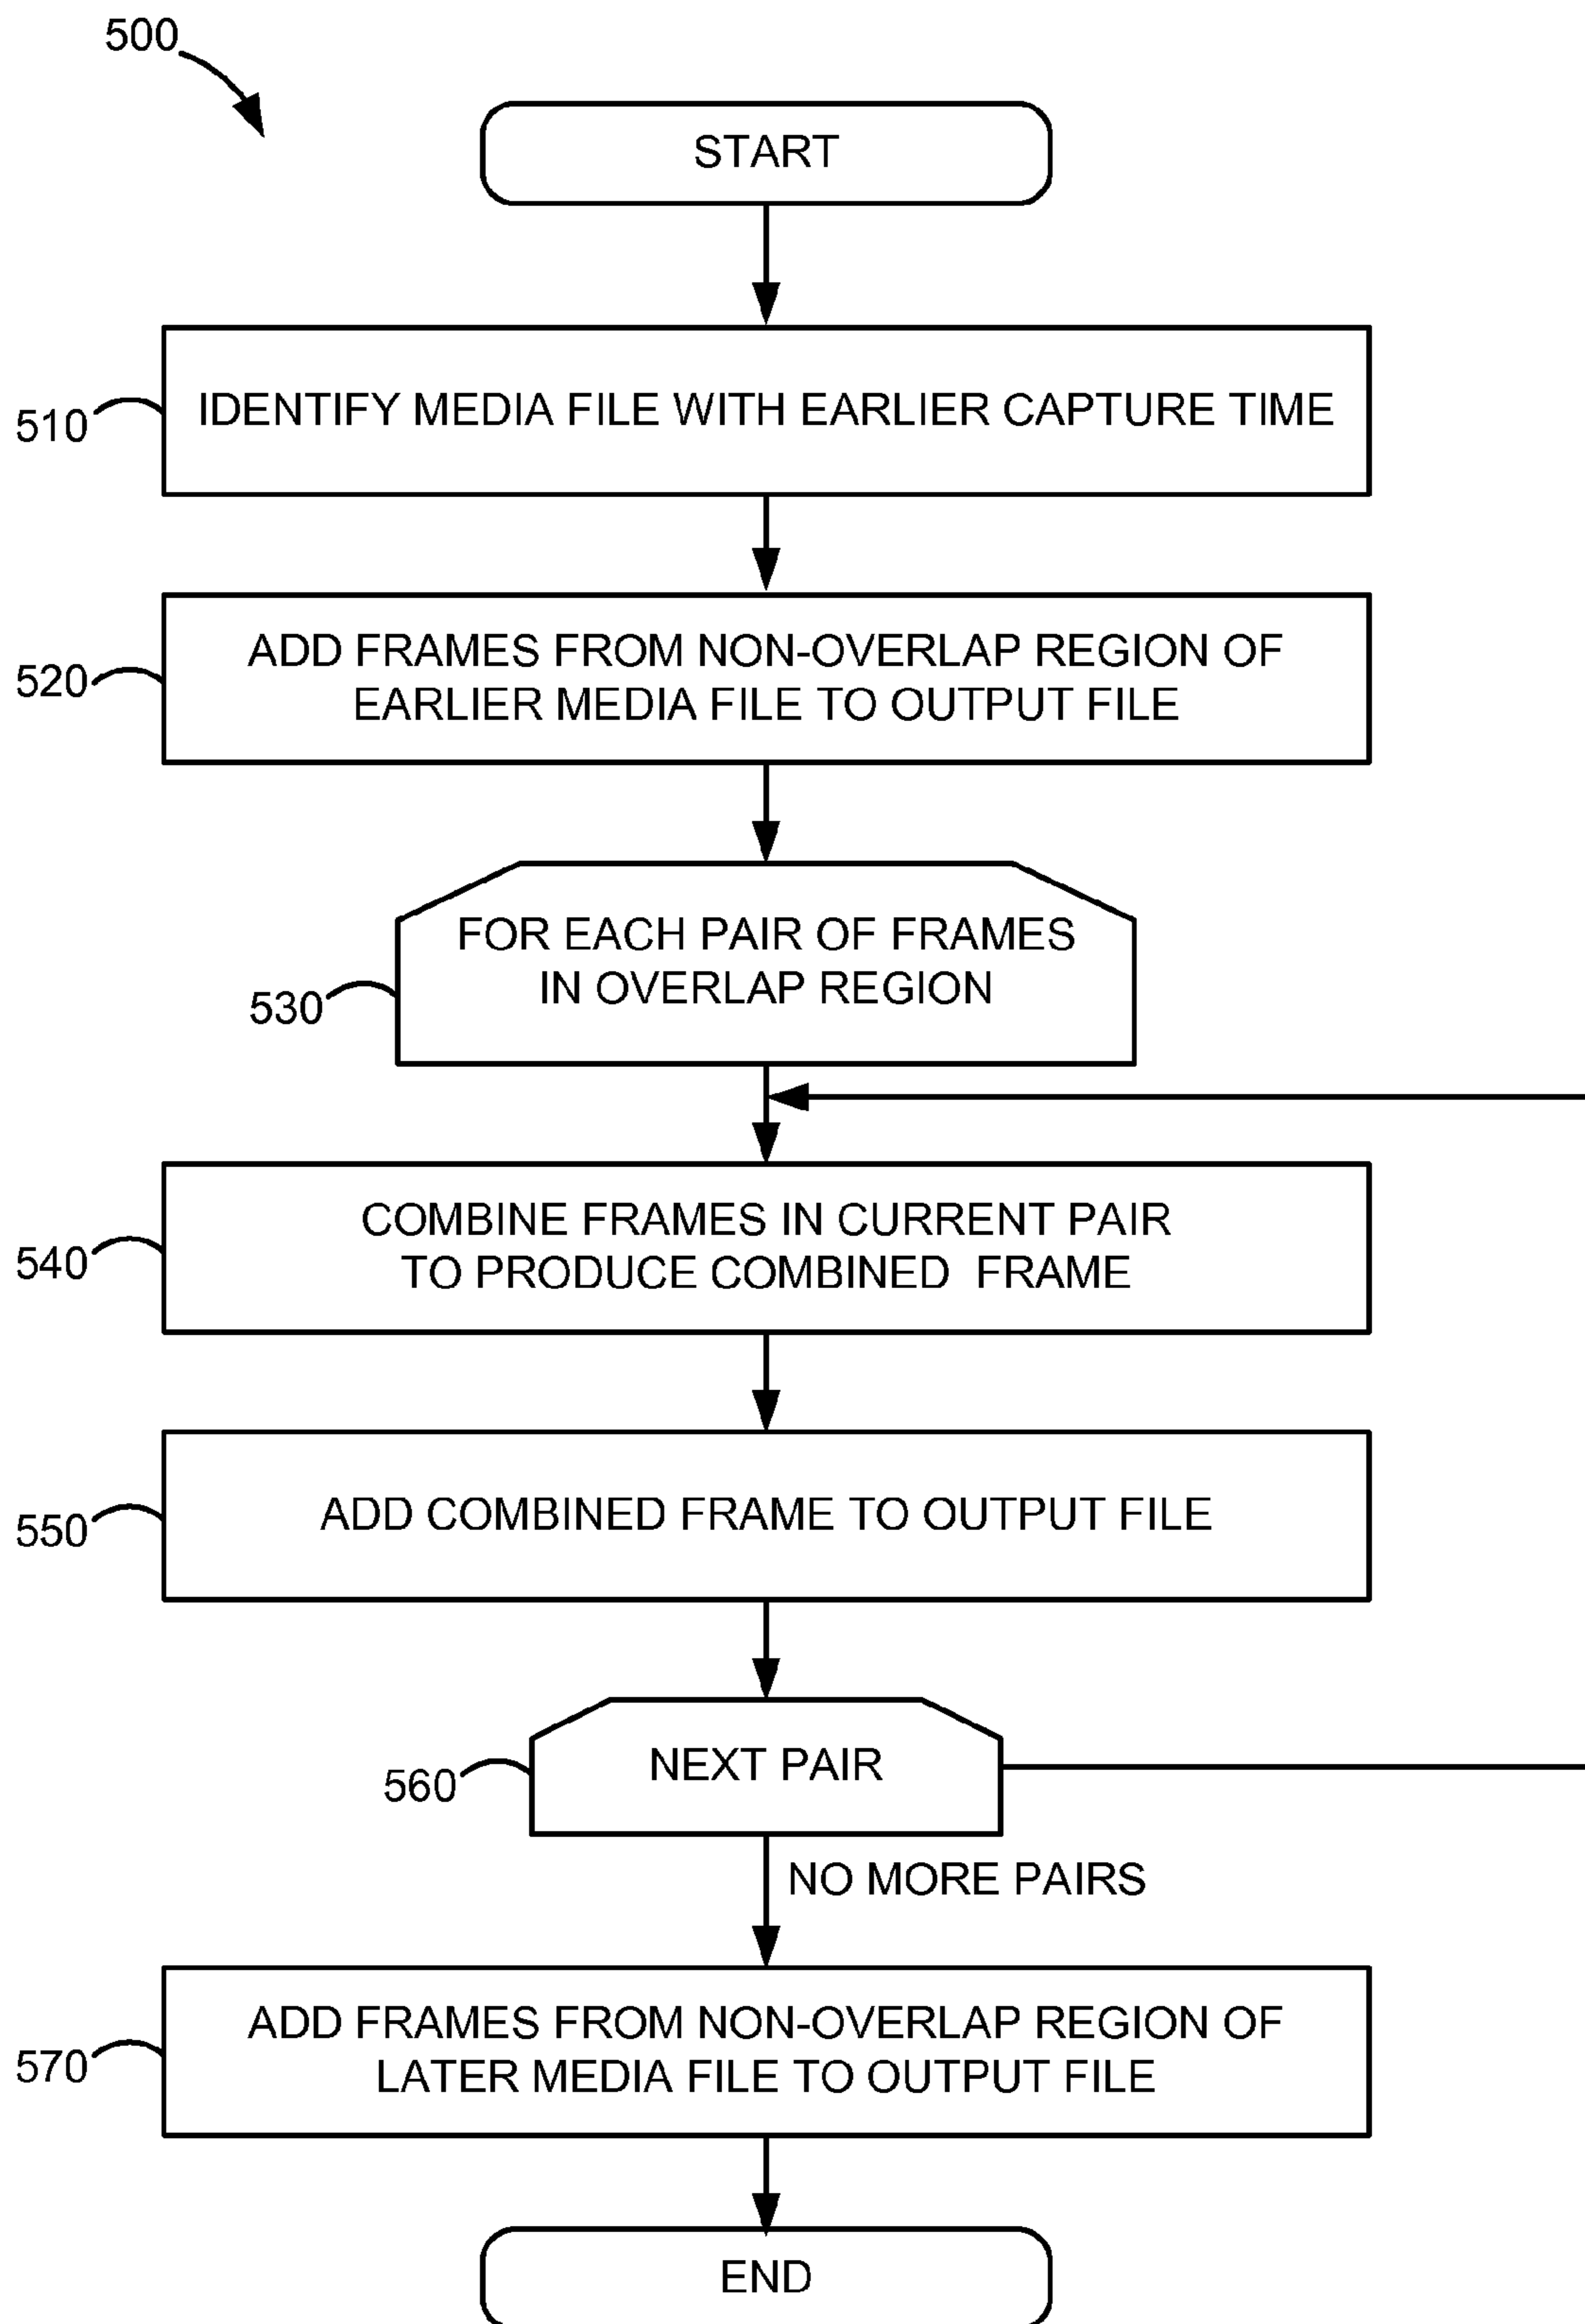 500
START
510
IDENTIFY MEDIA FILE WITH EARLIER CAPTURE TIME
520
ADD FRAMES FROM NON-OVERLAP REGION OF
EARLIER MEDIA FILE TO OUTPUT FILE
530
FOR EACH PAIR OF FRAMES
IN OVERLAP REGION
540
COMBINE FRAMES IN CURRENT PAIR
TO PRODUCE COMBINED FRAME
550
ADD COMBINED FRAME TO OUTPUT FILE
560
NEXT PAIR
NO MORE PAIRS
570
ADD FRAMES FROM NON-OVERLAP REGION OF
LATER MEDIA FILE TO OUTPUT FILE
END